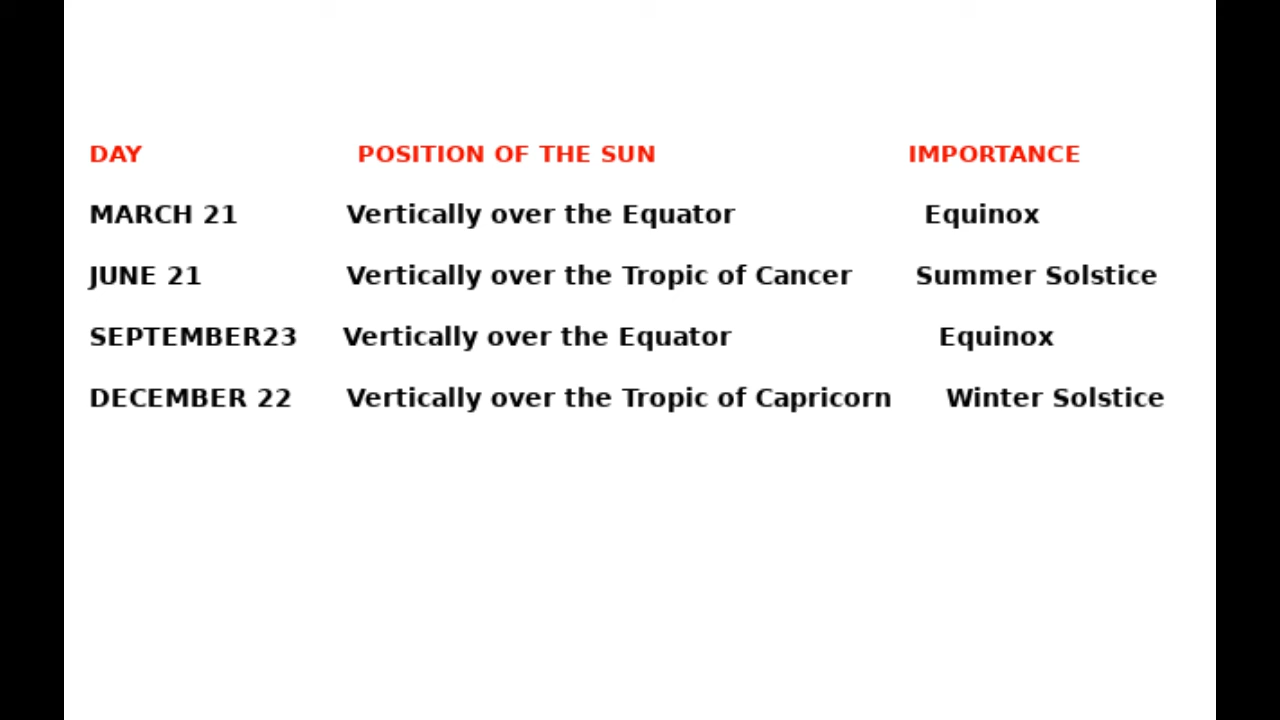 DAY POSITION OF THE SUN IMPORTANCE
MARCH 21 Vertically over the Equator Equinox
JUNE 21 Vertically over the Tropic of Cancer Summer Solstice
SEPTEMBER23 Vertically over the Equator Equinox
DECEMBER 22 Vertically over the Tropic of Capricorn Winter Solstice